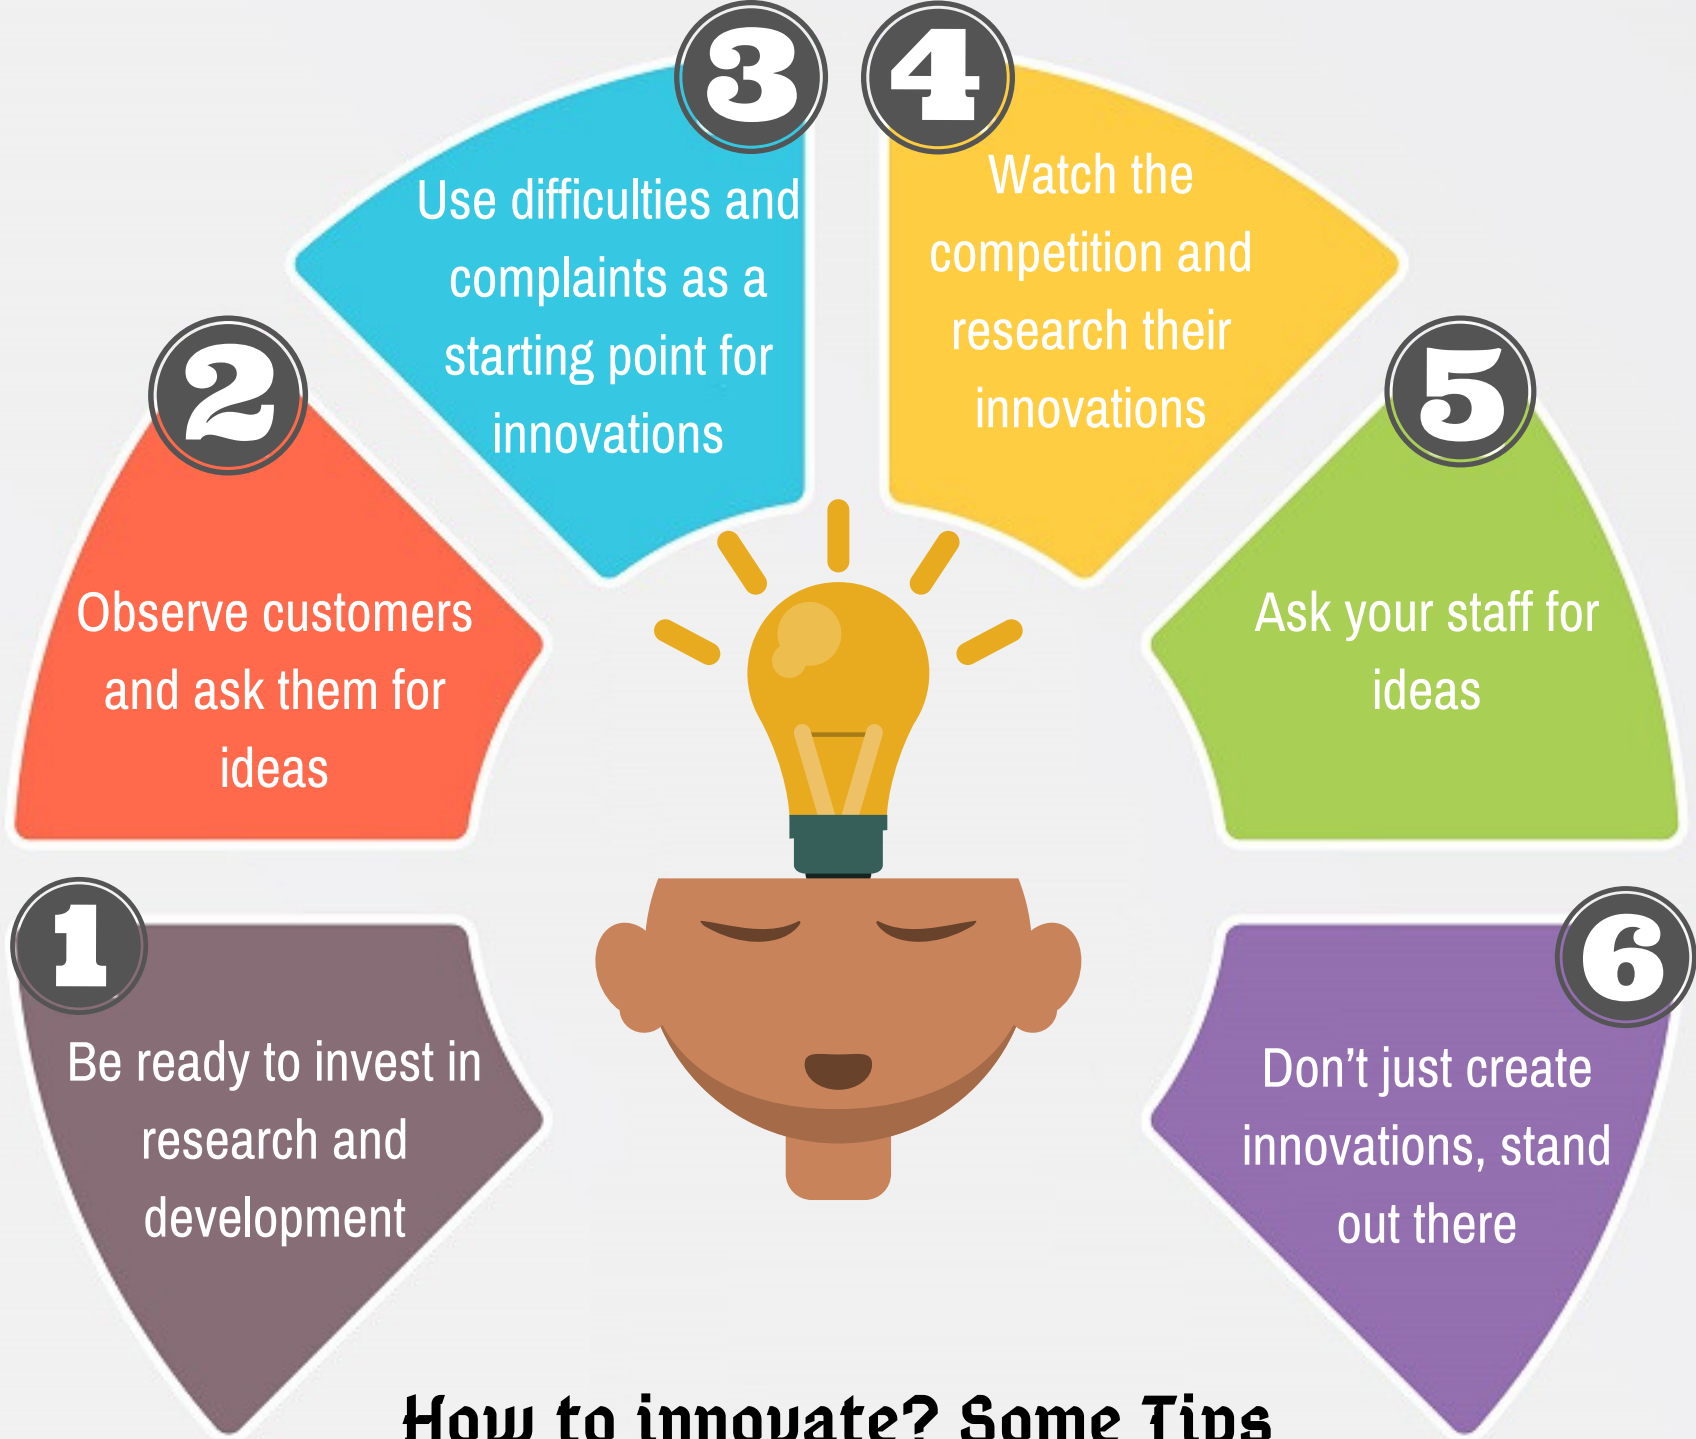 1
Be ready to invest in
research and
development
2
Observe customers
and ask them for
ideas
3
Use difficulties and
complaints as a
starting point for
innovations
4
Watch the
competition and
research their
innovations
5
Ask your staff for
ideas
6
Don’t just create
innovations, stand
out there
How to innovate? Some Tips